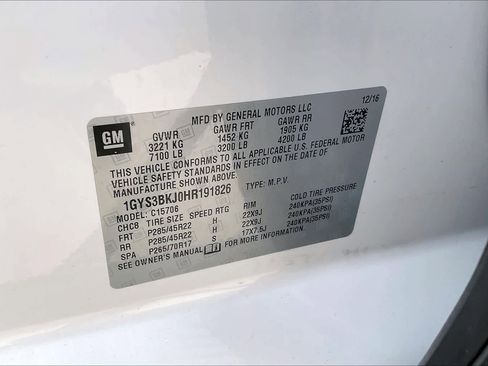 GM
MFD BY GENERAL MOTORS LLC
12/16
GVWR GAWR FRT GAWR RR
3221 KG 1452 KG 1905 KG
7100 LB 3200 LB 4200 LB
THIS VEHICLE CONFORMS TO ALL APPLICABLE U.S. FEDERAL MOTOR
VEHICLE SAFETY STANDARDS IN EFFECT ON THE DATE OF
MANUFACTURE SHOWN ABOVE.
1GYS3BKJ0HR191826 TYPE: M.P.V.
MODEL: C15706
CHCB TIRE SIZE SPEED RTG RIM COLD TIRE PRESSURE
FRT P285/45R22 H 22X9J 240KPA(35PSI)
RR P285/45R22 H 22X9J 240KPA(35PSI)
SPA P265/70R17 S 17X7.5J 240KPA(35PSI)
SEE OWNER'S MANUAL FOR MORE INFORMATION.